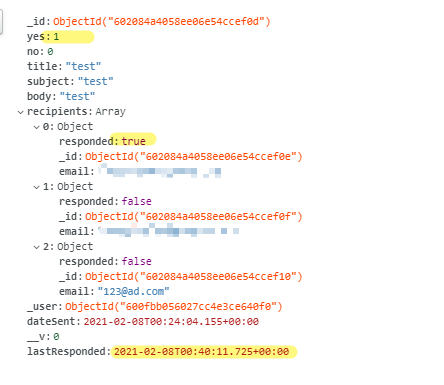 _id: ObjectId("602084a4058ee06e54ccef0d")
yes: 1
no: 0
title: "test"
subject: "test"
body: "test"
recipients: Array
0: Object
responded: true
_id: ObjectId("602084a4058ee06e54ccef0e")
email:
1: Object
responded: false
_id: ObjectId("602084a4058ee06e54ccef0f")
email:
2: Object
responded: false
_id: ObjectId("602084a4058ee06e54ccef10")
email: "123@ad.com"
_user: ObjectId("600fbb056027cc4e3ce640f0")
dateSent: 2021-02-08T00:24:04.155+00:00
__v: 0
lastResponded: 2021-02-08T00:40:11.725+00:00